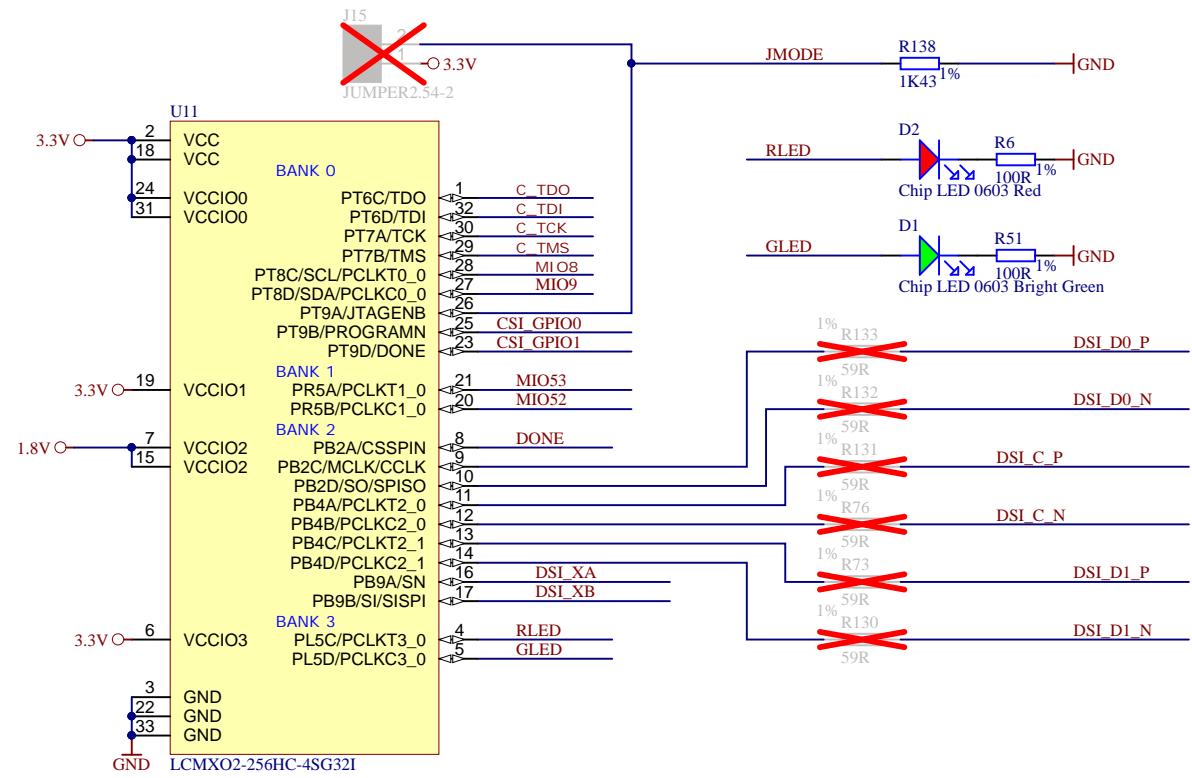 J15
2
1
3.3V
JUMPER2.54-2
JMODE
R138
1K43
1%
GND
U11
3.3V
2
VCC
18
VCC
BANK 0
24
VCCIO0
31
VCCIO0
PT6C/TDO
1
C_TDO
PT6D/TDI
32
C_TDI
PT7A/TCK
30
C_TCK
PT7B/TMS
29
C_TMS
PT8C/SCL/PCLKT0_0
28
MIO8
PT8D/SDA/PCLKC0_0
27
MIO9
PT9A/JTAGENB
26
PT9B/PROGRAMN
25
CSI_GPIO0
PT9D/DONE
23
CSI_GPIO1
RLED
D2
Chip LED 0603 Red
R6
100R
1%
GND
GLED
D1
Chip LED 0603 Bright Green
R51
100R
1%
GND
BANK 1
3.3V
19
VCCIO1
PR5A/PCLKT1_0
21
MIO53
PR5B/PCLKC1_0
20
MIO52
BANK 2
1.8V
7
VCCIO2
15
VCCIO2
PB2A/CSSPIN
8
DONE
PB2C/MCLK/CCLK
9
PB2D/SO/SPISO
10
PB4A/PCLKT2_0
11
PB4B/PCLKC2_0
12
PB4C/PCLKT2_1
13
PB4D/PCLKC2_1
14
PB9A/SN
16
DSI_XA
PB9B/SI/SISPI
17
DSI_XB
1%
R133
59R
DSI_D0_P
1%
R132
59R
DSI_D0_N
1%
R131
59R
DSI_C_P
1%
R76
59R
DSI_C_N
1%
R73
59R
DSI_D1_P
1%
R130
59R
DSI_D1_N
BANK 3
3.3V
6
VCCIO3
PL5C/PCLKT3_0
4
RLED
PL5D/PCLKC3_0
5
GLED
3
GND
22
GND
33
GND
GND
LCMXO2-256HC-4SG32I